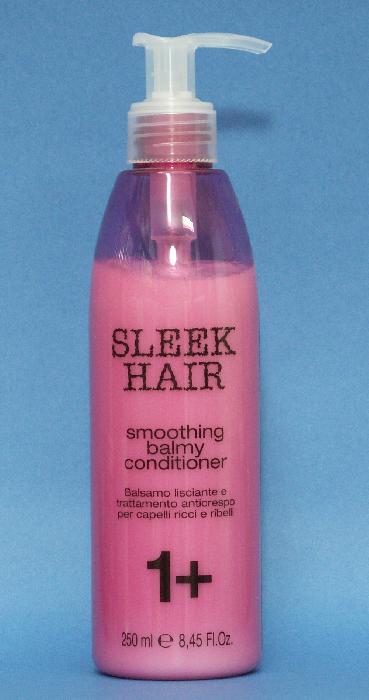 SLEEK
HAIR
smoothing
balmy
conditioner
Balsamo lisciante e
trattamento anticrespo
per capelli ricci e ribelli
1+
250 ml ℮ 8,45 Fl.Oz.